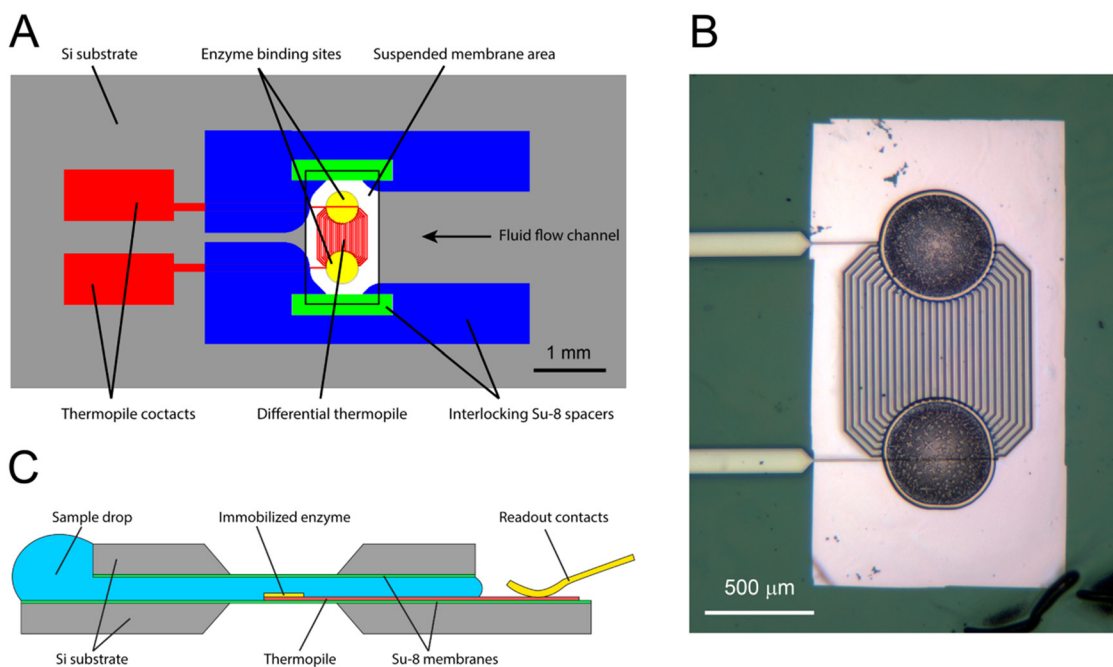 A
Si substrate
Enzyme binding sites
Suspended membrane area
Fluid flow channel
1 mm
Thermopile coctacts
Differential thermopile
Interlocking Su-8 spacers
B
500 μm
C
Sample drop
Immobilized enzyme
Readout contacts
Si substrate
Thermopile
Su-8 membranes